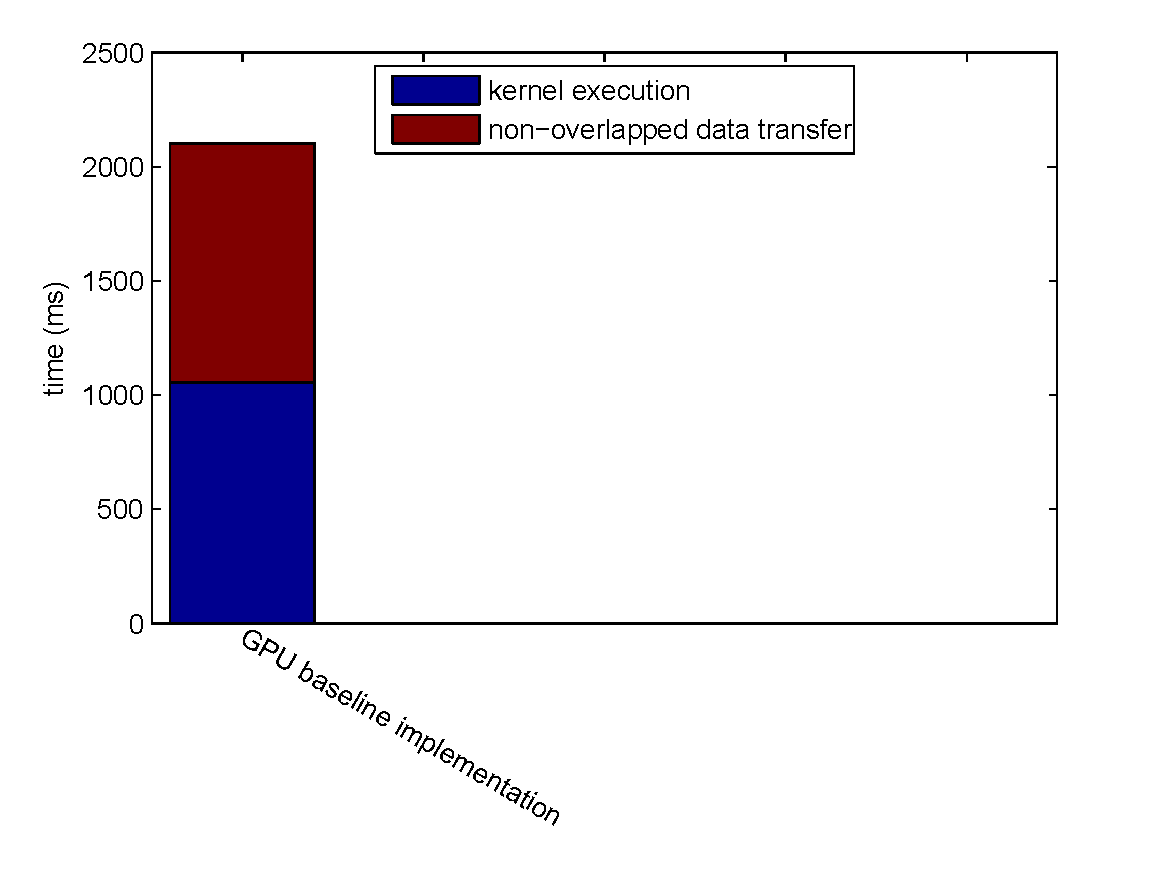 2500
kernel execution
non-overlapped data transfer
2000
1500
time (ms)
1000
500
0
GPU baseline implementation